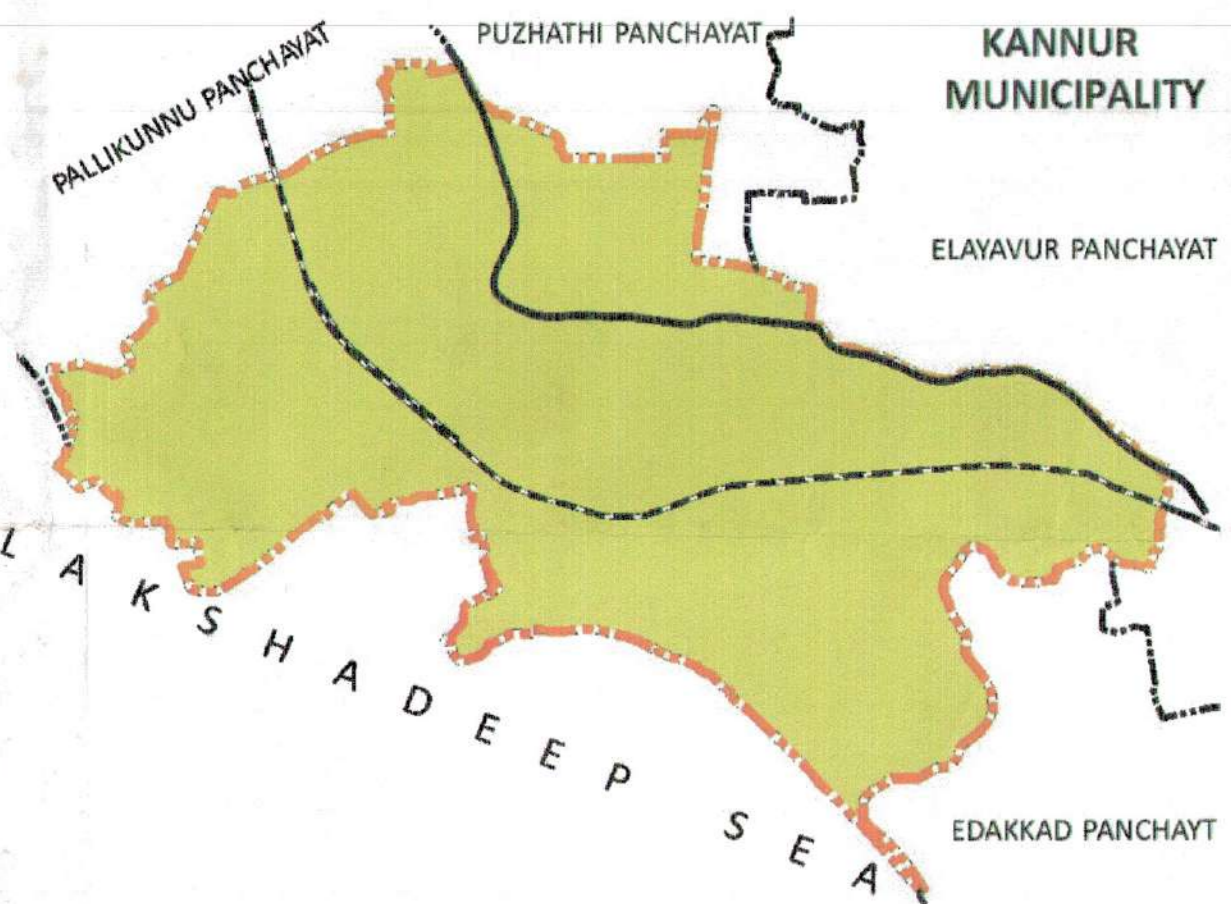 PUZHATHI PANCHAYAT
KANNUR
MUNICIPALITY
PALLIKUNNU PANCHAYAT
ELAYAVUR PANCHAYAT
LAKSHADEEP SEA
EDAKKAD PANCHAYT